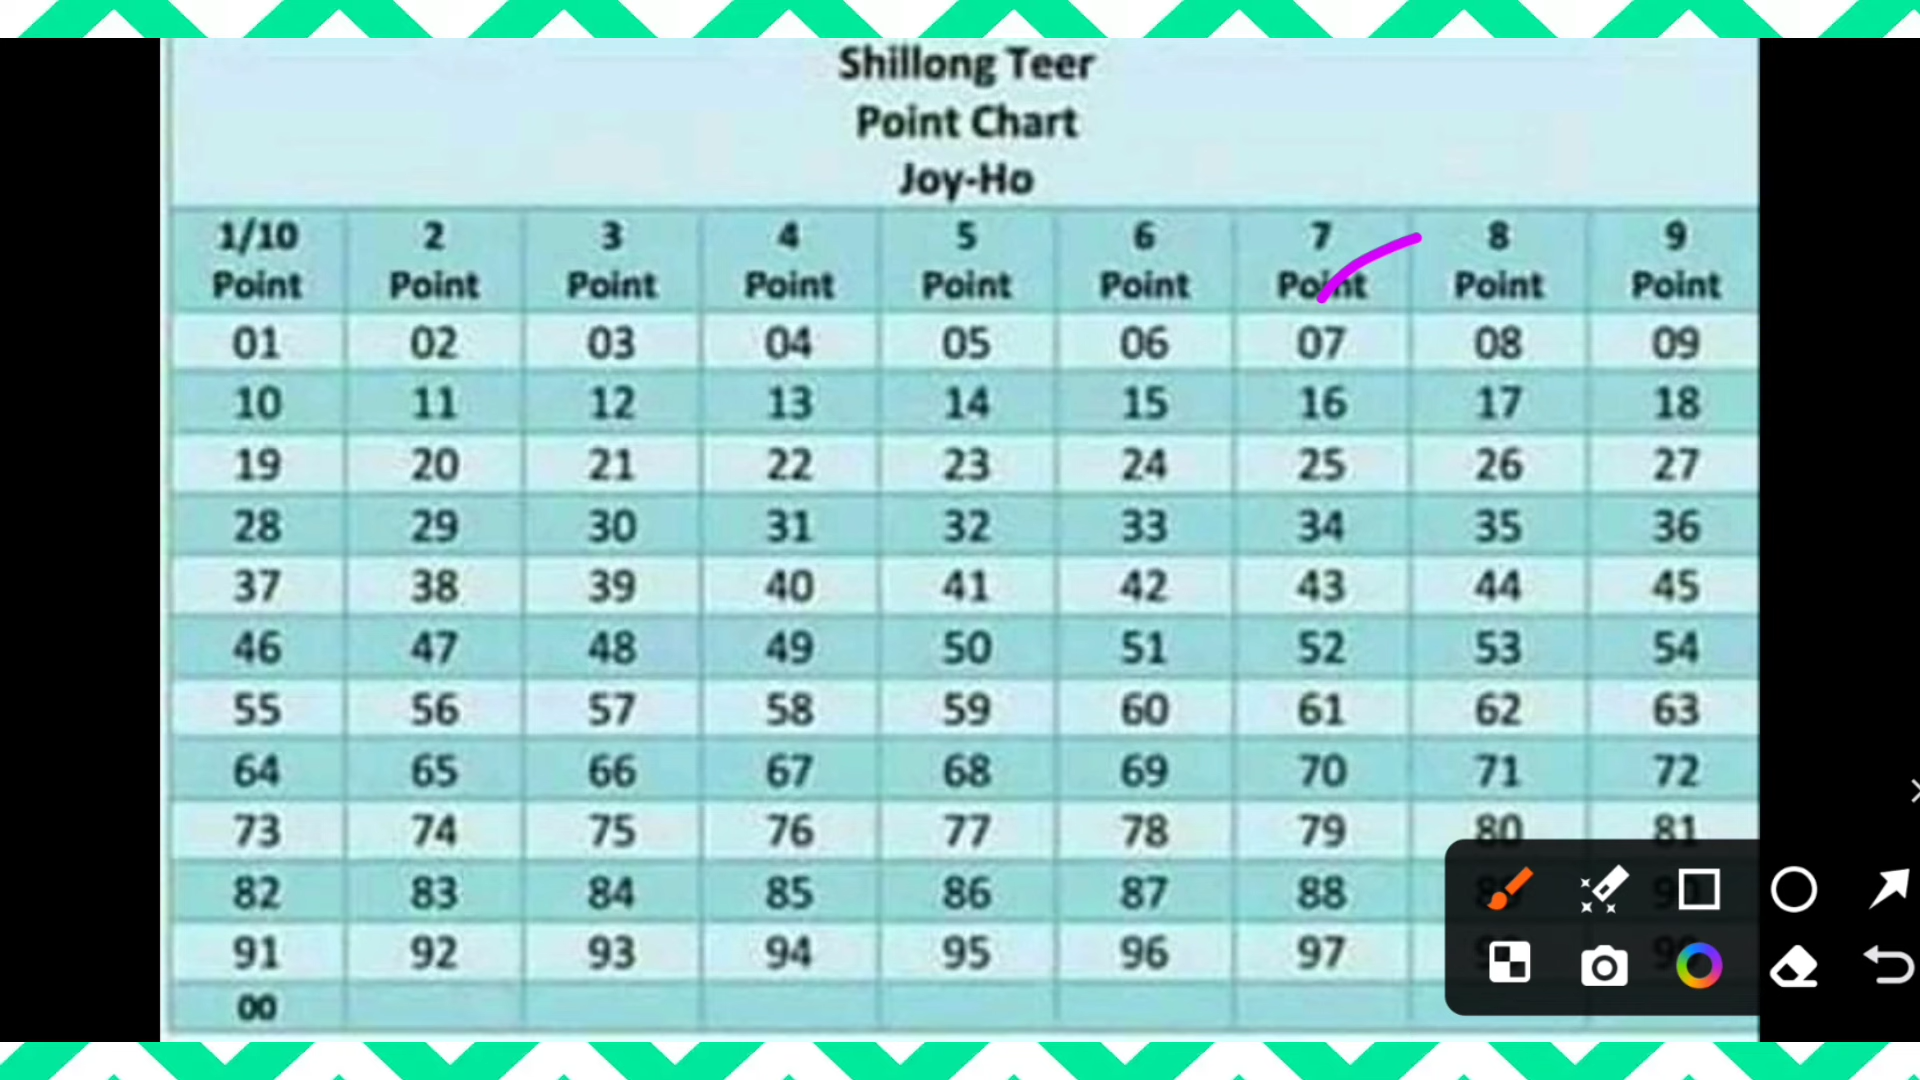 Shillong Teer
Point Chart
Joy-Ho
1/10 2 3 4 5 6 7 8 9
Point Point Point Point Point Point Point Point Point
01 02 03 04 05 06 07 08 09
10 11 12 13 14 15 16 17 18
19 20 21 22 23 24 25 26 27
28 29 30 31 32 33 34 35 36
37 38 39 40 41 42 43 44 45
46 47 48 49 50 51 52 53 54
55 56 57 58 59 60 61 62 63
64 65 66 67 68 69 70 71 72
73 74 75 76 77 78 79 80 81
82 83 84 85 86 87 88
91 92 93 94 95 96 97
00